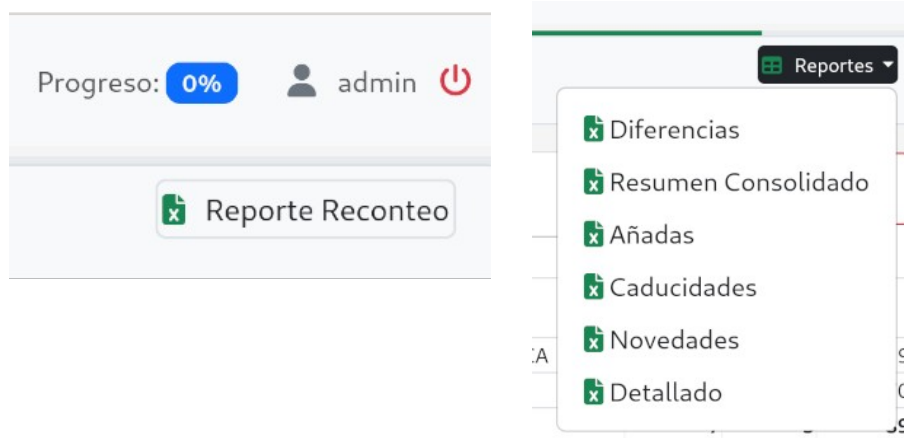 Progreso: 0% admin
Reporte Reconteo
Reportes
Diferencias
Resumen Consolidado
Añadas
Caducidades
Novedades
Detallado